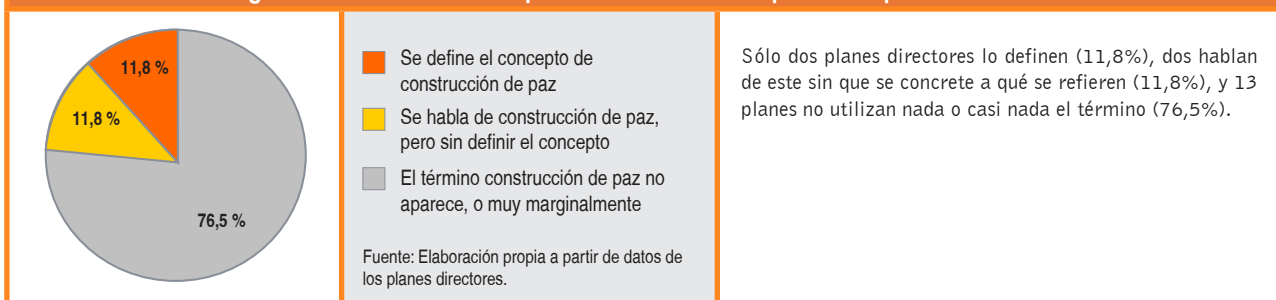 11,8 %
11,8 %
76,5 %
Se define el concepto de
construcción de paz
Se habla de construcción de paz,
pero sin definir el concepto
El término construcción de paz no
aparece, o muy marginalmente
Fuente: Elaboración propia a partir de datos de
los planes directores.
Sólo dos planes directores lo definen (11,8%), dos hablan
de este sin que se concrete a qué se refieren (11,8%), y 13
planes no utilizan nada o casi nada el término (76,5%).